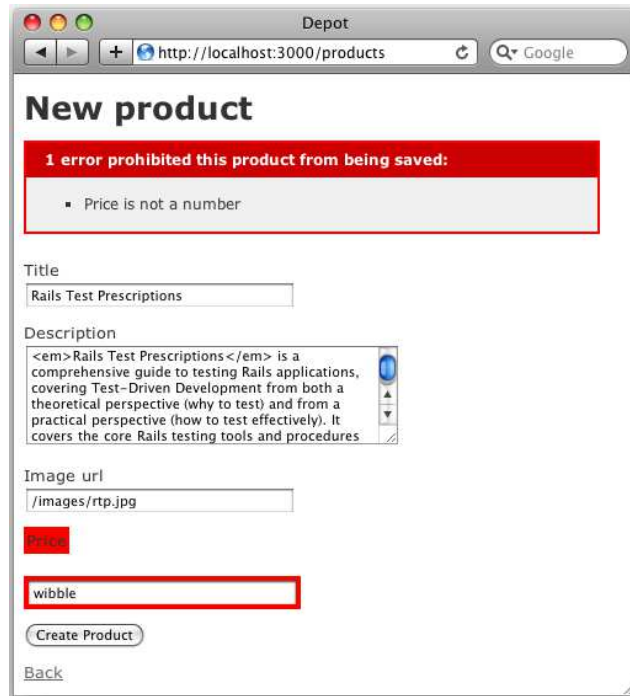 Depot
http://localhost:3000/products
Google
New product
1 error prohibited this product from being saved:
Price is not a number
Title
Rails Test Prescriptions
Description
<em>Rails Test Prescriptions</em> is a
comprehensive guide to testing Rails applications,
covering Test-Driven Development from both a
theoretical perspective (why to test) and from a
practical perspective (how to test effectively). It
covers the core Rails testing tools and procedures
Image url
/images/rtp.jpg
Price
wibble
Create Product
Back